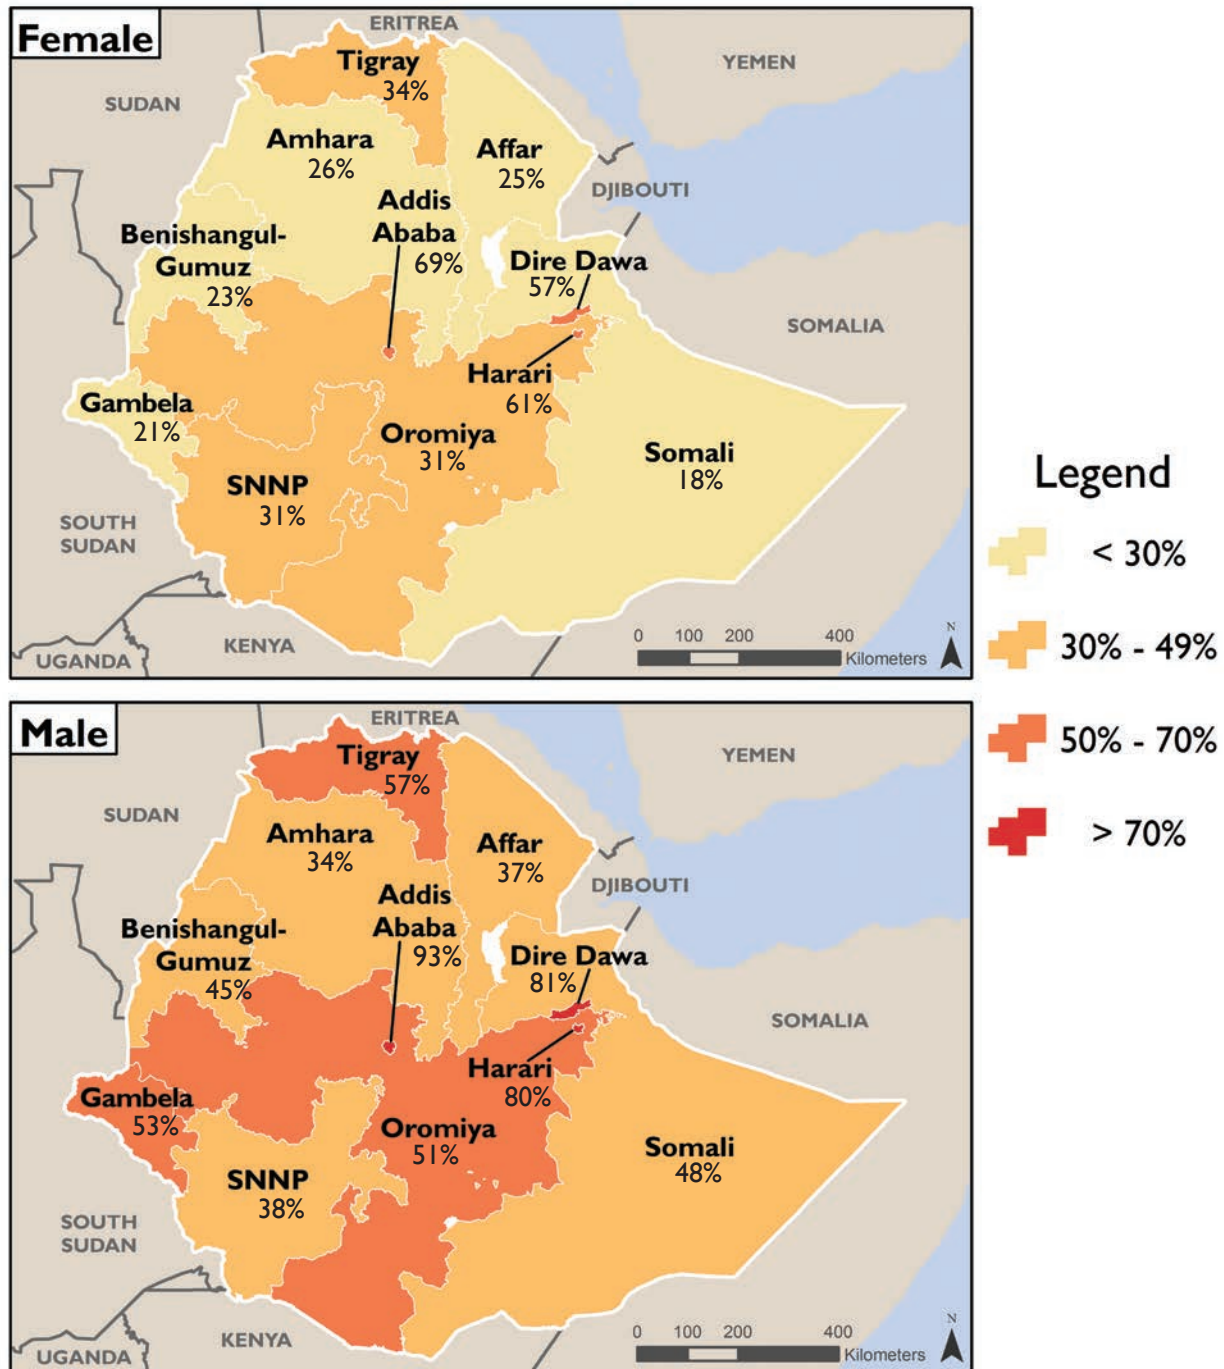 Female
ERITREA
YEMEN
Tigray
34%
SUDAN
Amhara
26%
Affar
25%
DJIBOUTI
Addis
Ababa
69%
Benishangul-
Gumuz
23%
Dire Dawa
57%
SOMALIA
Harari
61%
Gambela
21%
Oromiya
31%
Somali
18%
SNNP
31%
SOUTH
SUDAN
KENYA
UGANDA
0 100 200 400
Kilometers
N
Legend
< 30%
30% - 49%
50% - 70%
> 70%
Male
ERITREA
YEMEN
Tigray
57%
SUDAN
Amhara
34%
Affar
37%
DJIBOUTI
Addis
Ababa
93%
Benishangul-
Gumuz
45%
Dire Dawa
81%
SOMALIA
Harari
80%
Gambela
53%
Oromiya
51%
Somali
48%
SNNP
38%
SOUTH
SUDAN
KENYA
UGANDA
0 100 200 400
Kilometers
N